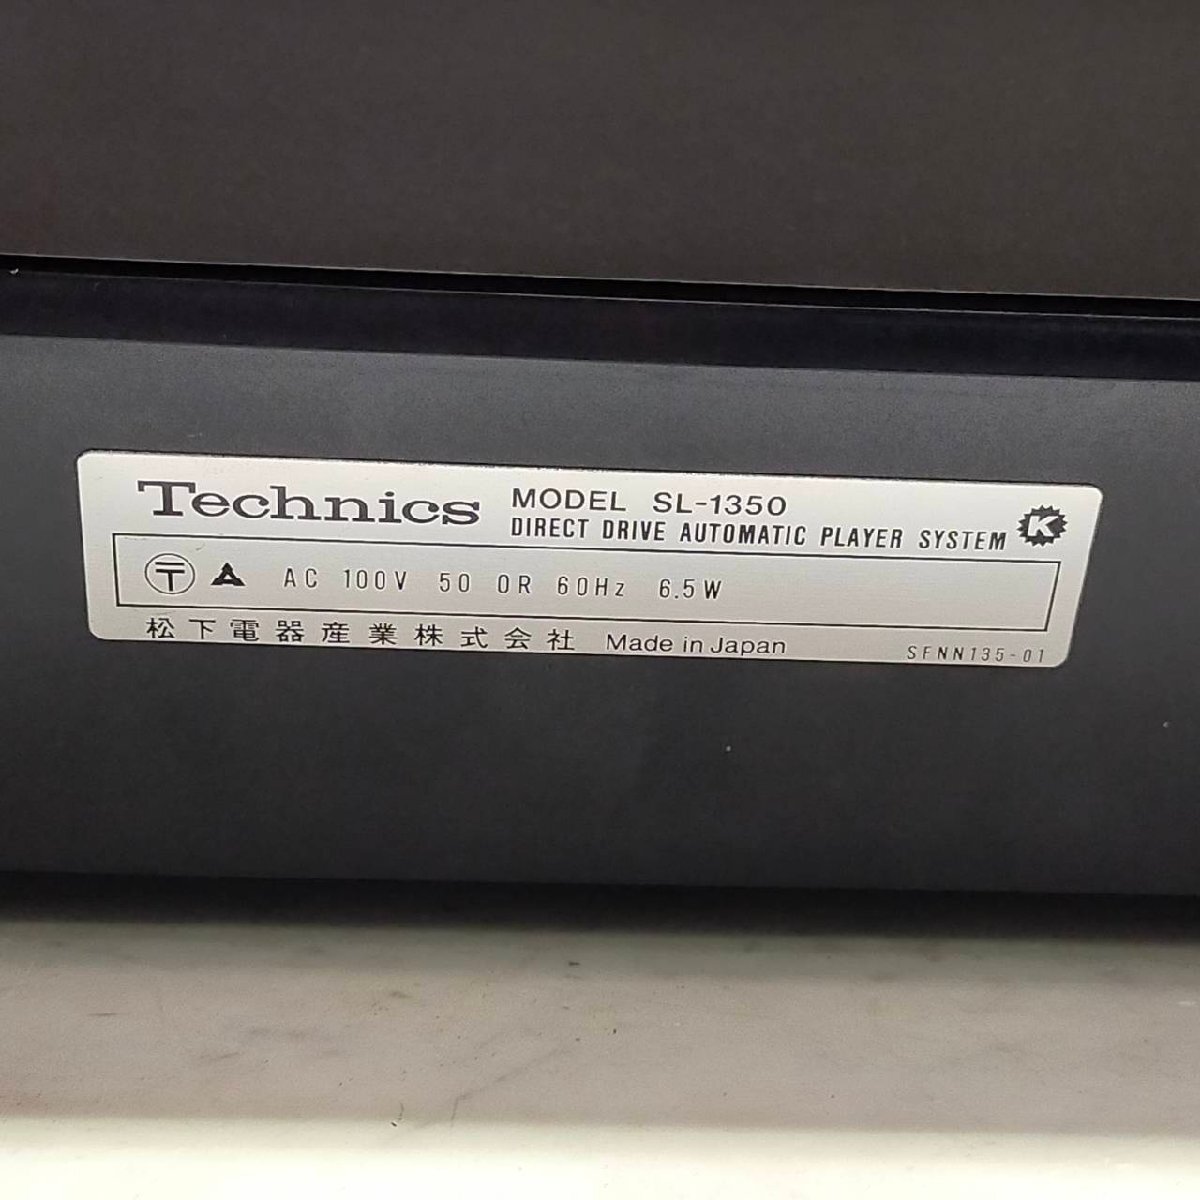 Technics MODEL SL-1350
DIRECT DRIVE AUTOMATIC PLAYER SYSTEM K
〒 AC 100V 50 OR 60Hz 6.5W
松下電器産業株式会社 Made in Japan SFNN135-01